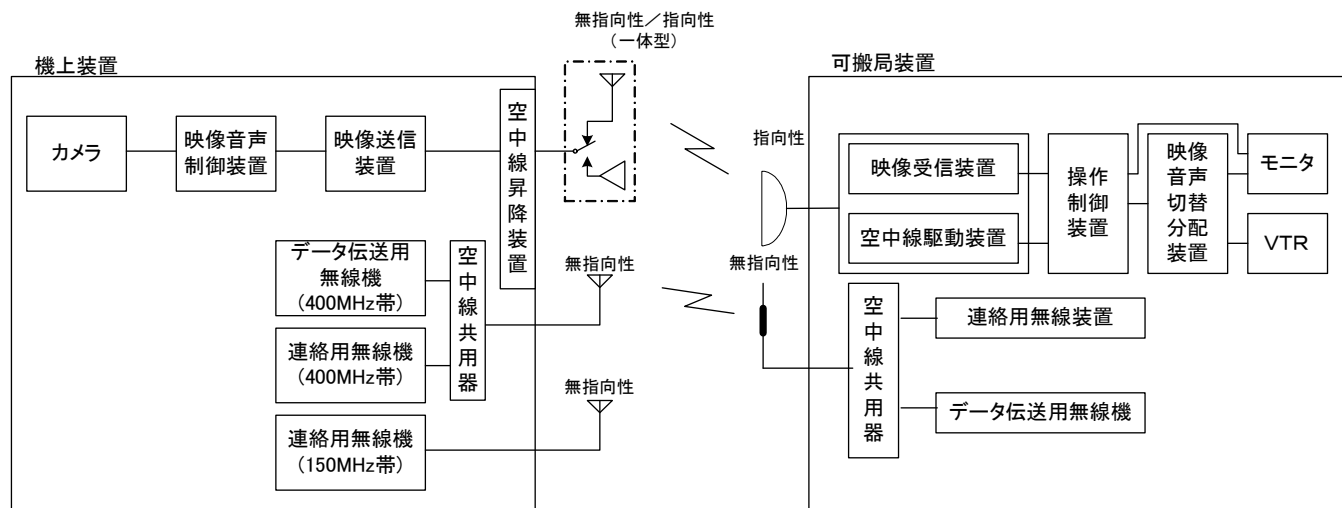 無指向性／指向性
（一体型）
機上装置
カメラ
映像音声
制御装置
映像送信
装置
空中線昇降装置
データ伝送用
無線機
(400MHz帯)
連絡用無線機
(400MHz帯)
空中線共用器
連絡用無線機
(150MHz帯)
無指向性
無指向性
可搬局装置
指向性
無指向性
映像受信装置
空中線駆動装置
操作
制御
装置
映像
音声
切替
分配
装置
モニタ
VTR
空中線共用器
連絡用無線装置
データ伝送用無線機